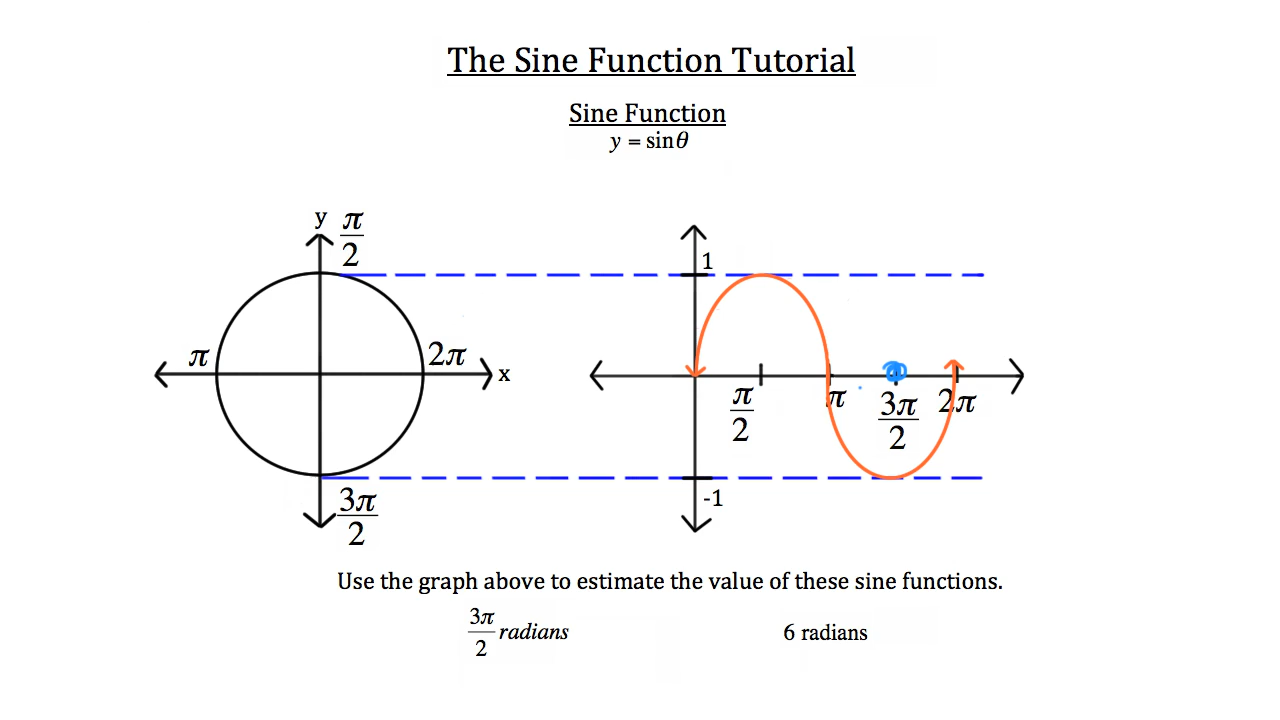 The Sine Function Tutorial
Sine Function
y = sinθ
y
π/2
π
2π
x
3π/2
1
π/2
π
3π/2
2π
-1
Use the graph above to estimate the value of these sine functions.
3π/2 radians
6 radians